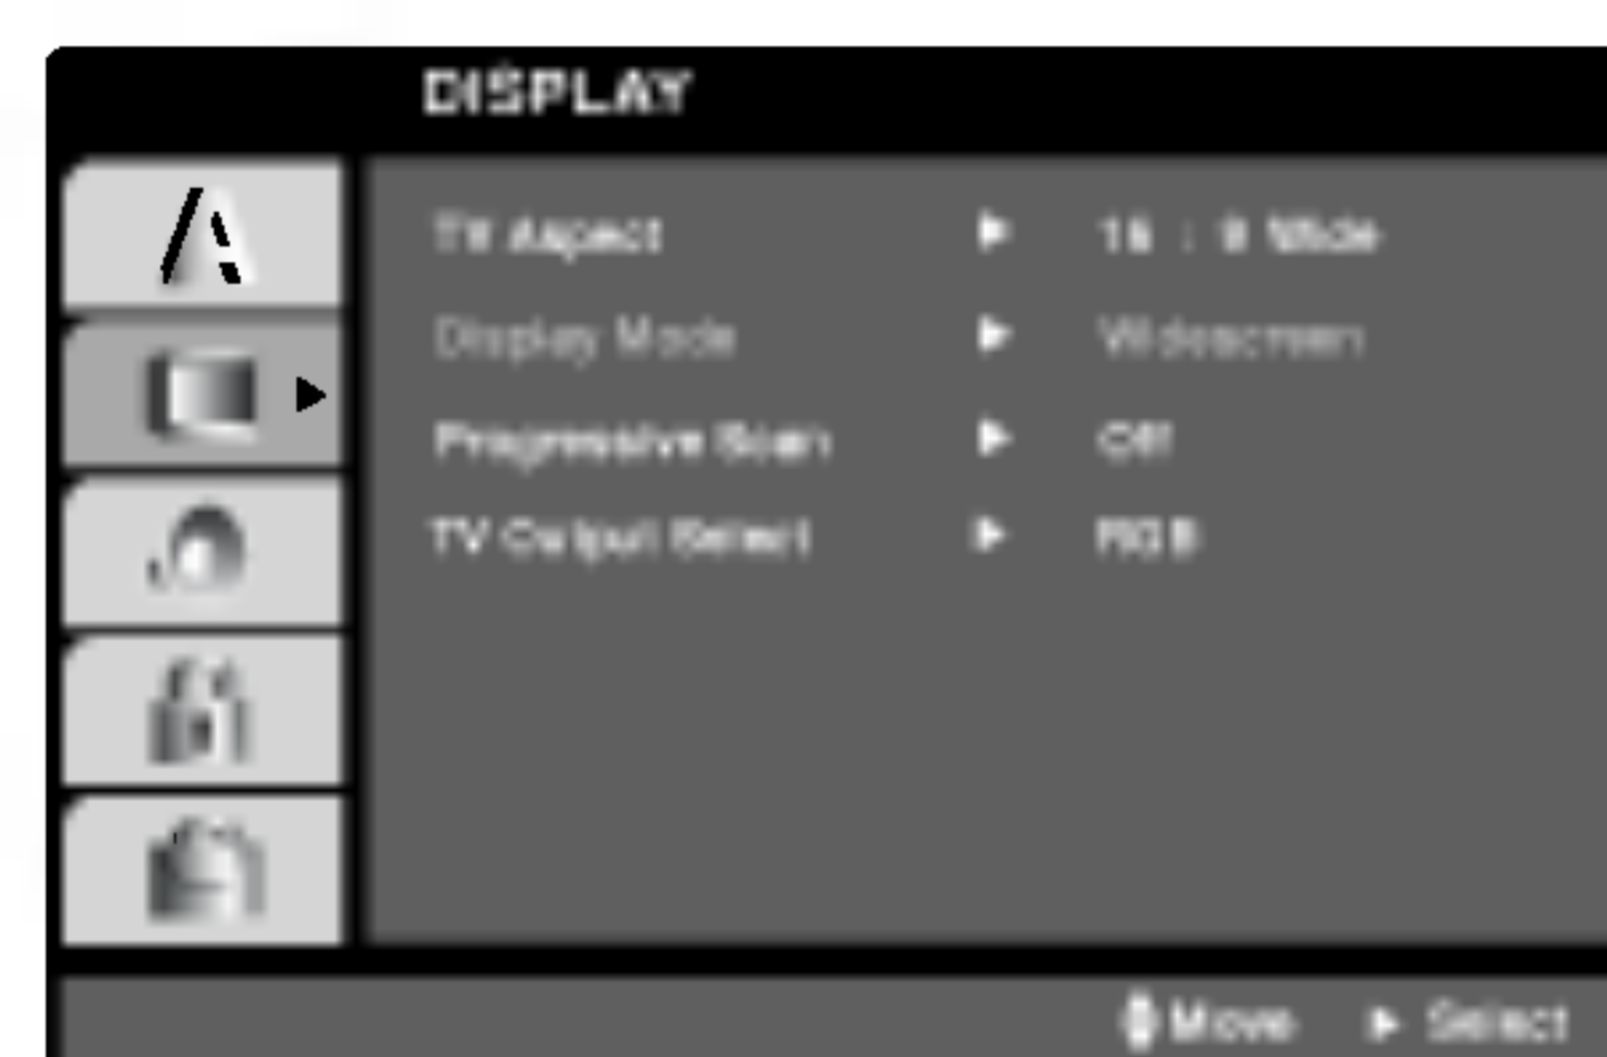 DISPLAY
TV Aspect ► 16 : 9 Wide
Display Mode ► Widescreen
Progressive Scan ► Off
TV Output Select ► RGB
Move ► Select